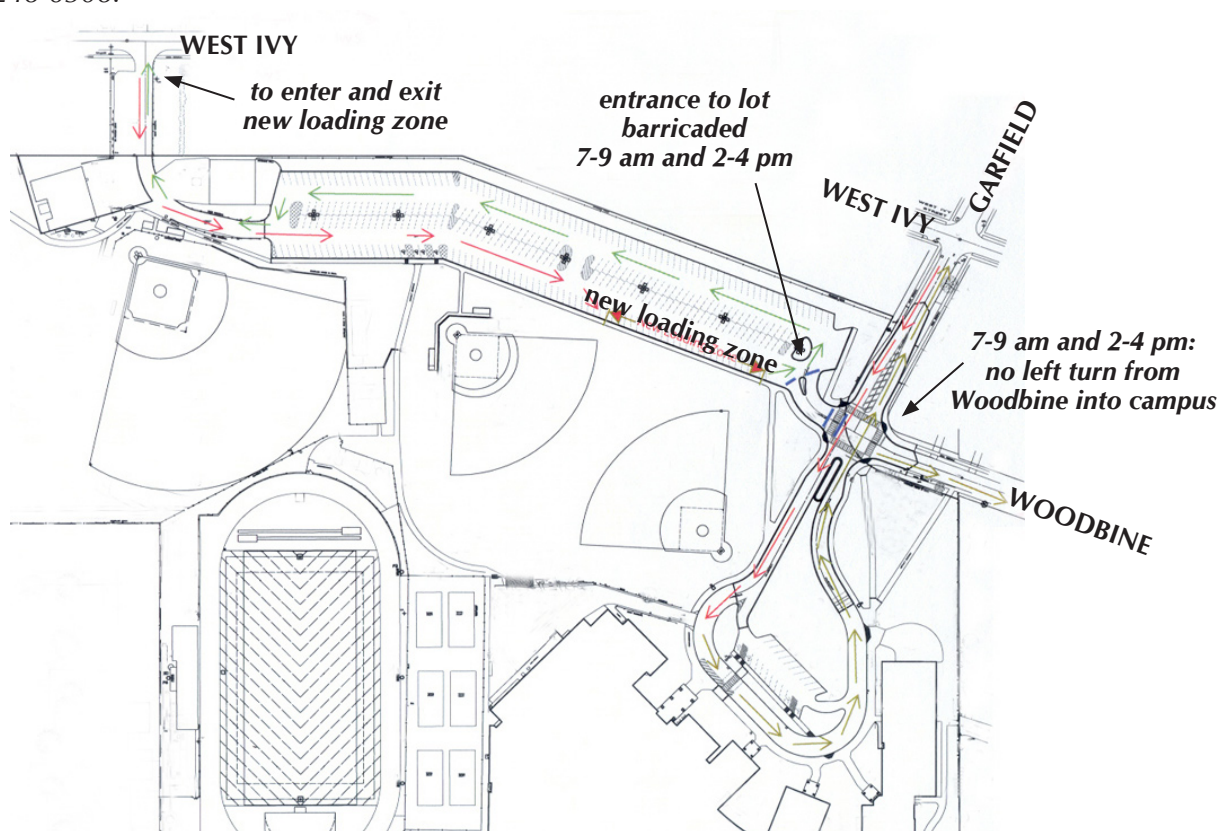 WEST IVY
to enter and exit
new loading zone
entrance to lot
barricaded
7-9 am and 2-4 pm
GARFIELD
WEST IVY
new loading zone
7-9 am and 2-4 pm:
no left turn from
Woodbine into campus
WOODBINE